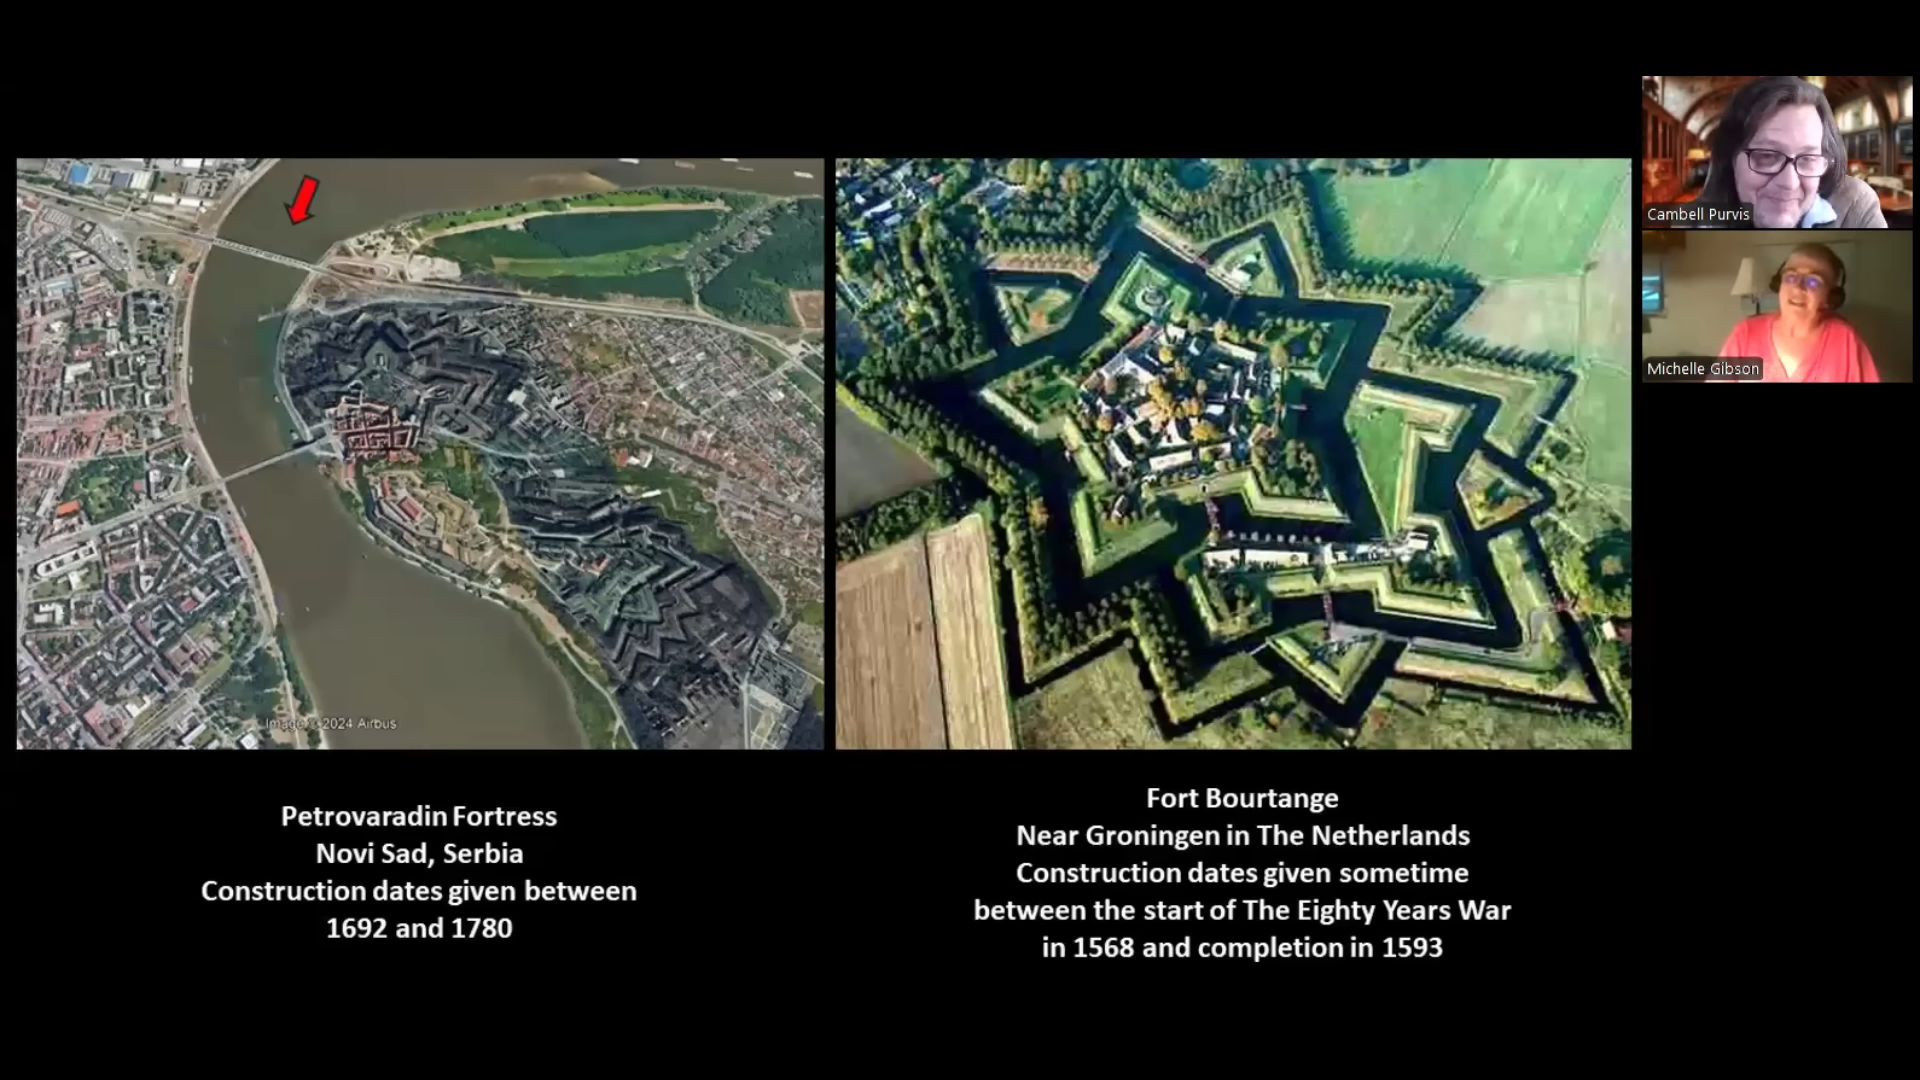 Cambell Purvis
Michelle Gibson
Image © 2024 Airbus
Petrovaradin Fortress
Novi Sad, Serbia
Construction dates given between
1692 and 1780
Fort Bourtange
Near Groningen in The Netherlands
Construction dates given sometime
between the start of The Eighty Years War
in 1568 and completion in 1593